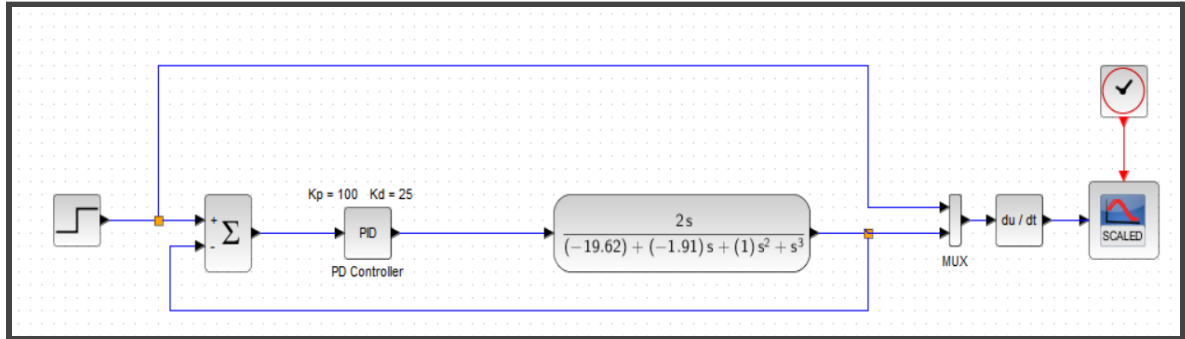 Kp = 100 Kd = 25
+
-
Σ
PID
PD Controller
2s
(−19.62) + (−1.91) s + (1) s² + s³
MUX
du / dt
SCALED